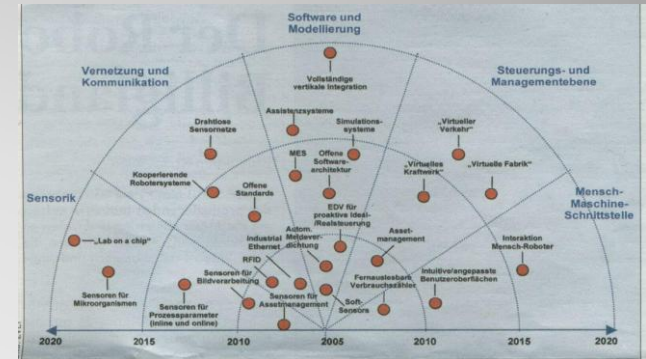 Software und
Modellierung
Vernetzung und
Kommunikation
Steuerungs- und
Managementebene
Vollständige
vertikale Integration
Drahtlose
Sensornetze
Assistenzsysteme
Simulations-
systeme
„Virtueller
Verkehr“
MES
Offene
Software-
architektur
Kooperierende
Robotersysteme
„Virtuelles
Kraftwerk“
„Virtuelle Fabrik“
Sensorik
Offene
Standards
Mensch-
Maschine-
Schnittstelle
EDV für
proaktive Ideal-
/Realsteuerung
„Lab on a chip“
Industrial
Ethernet
Autom.
Meldever-
dichtung
Asset-
management
Interaktion
Mensch-Roboter
RFID
Sensoren für
Mikroorganismen
Sensoren für
Bildverarbeitung
Fernauslesbare
Verbrauchszähler
Intuitive/angepasste
Benutzeroberflächen
Sensoren für
Prozessparameter
(inline und online)
Sensoren für
Assetmanagement
Soft-
Sensors
2020 2015 2010 2005 2010 2015 2020